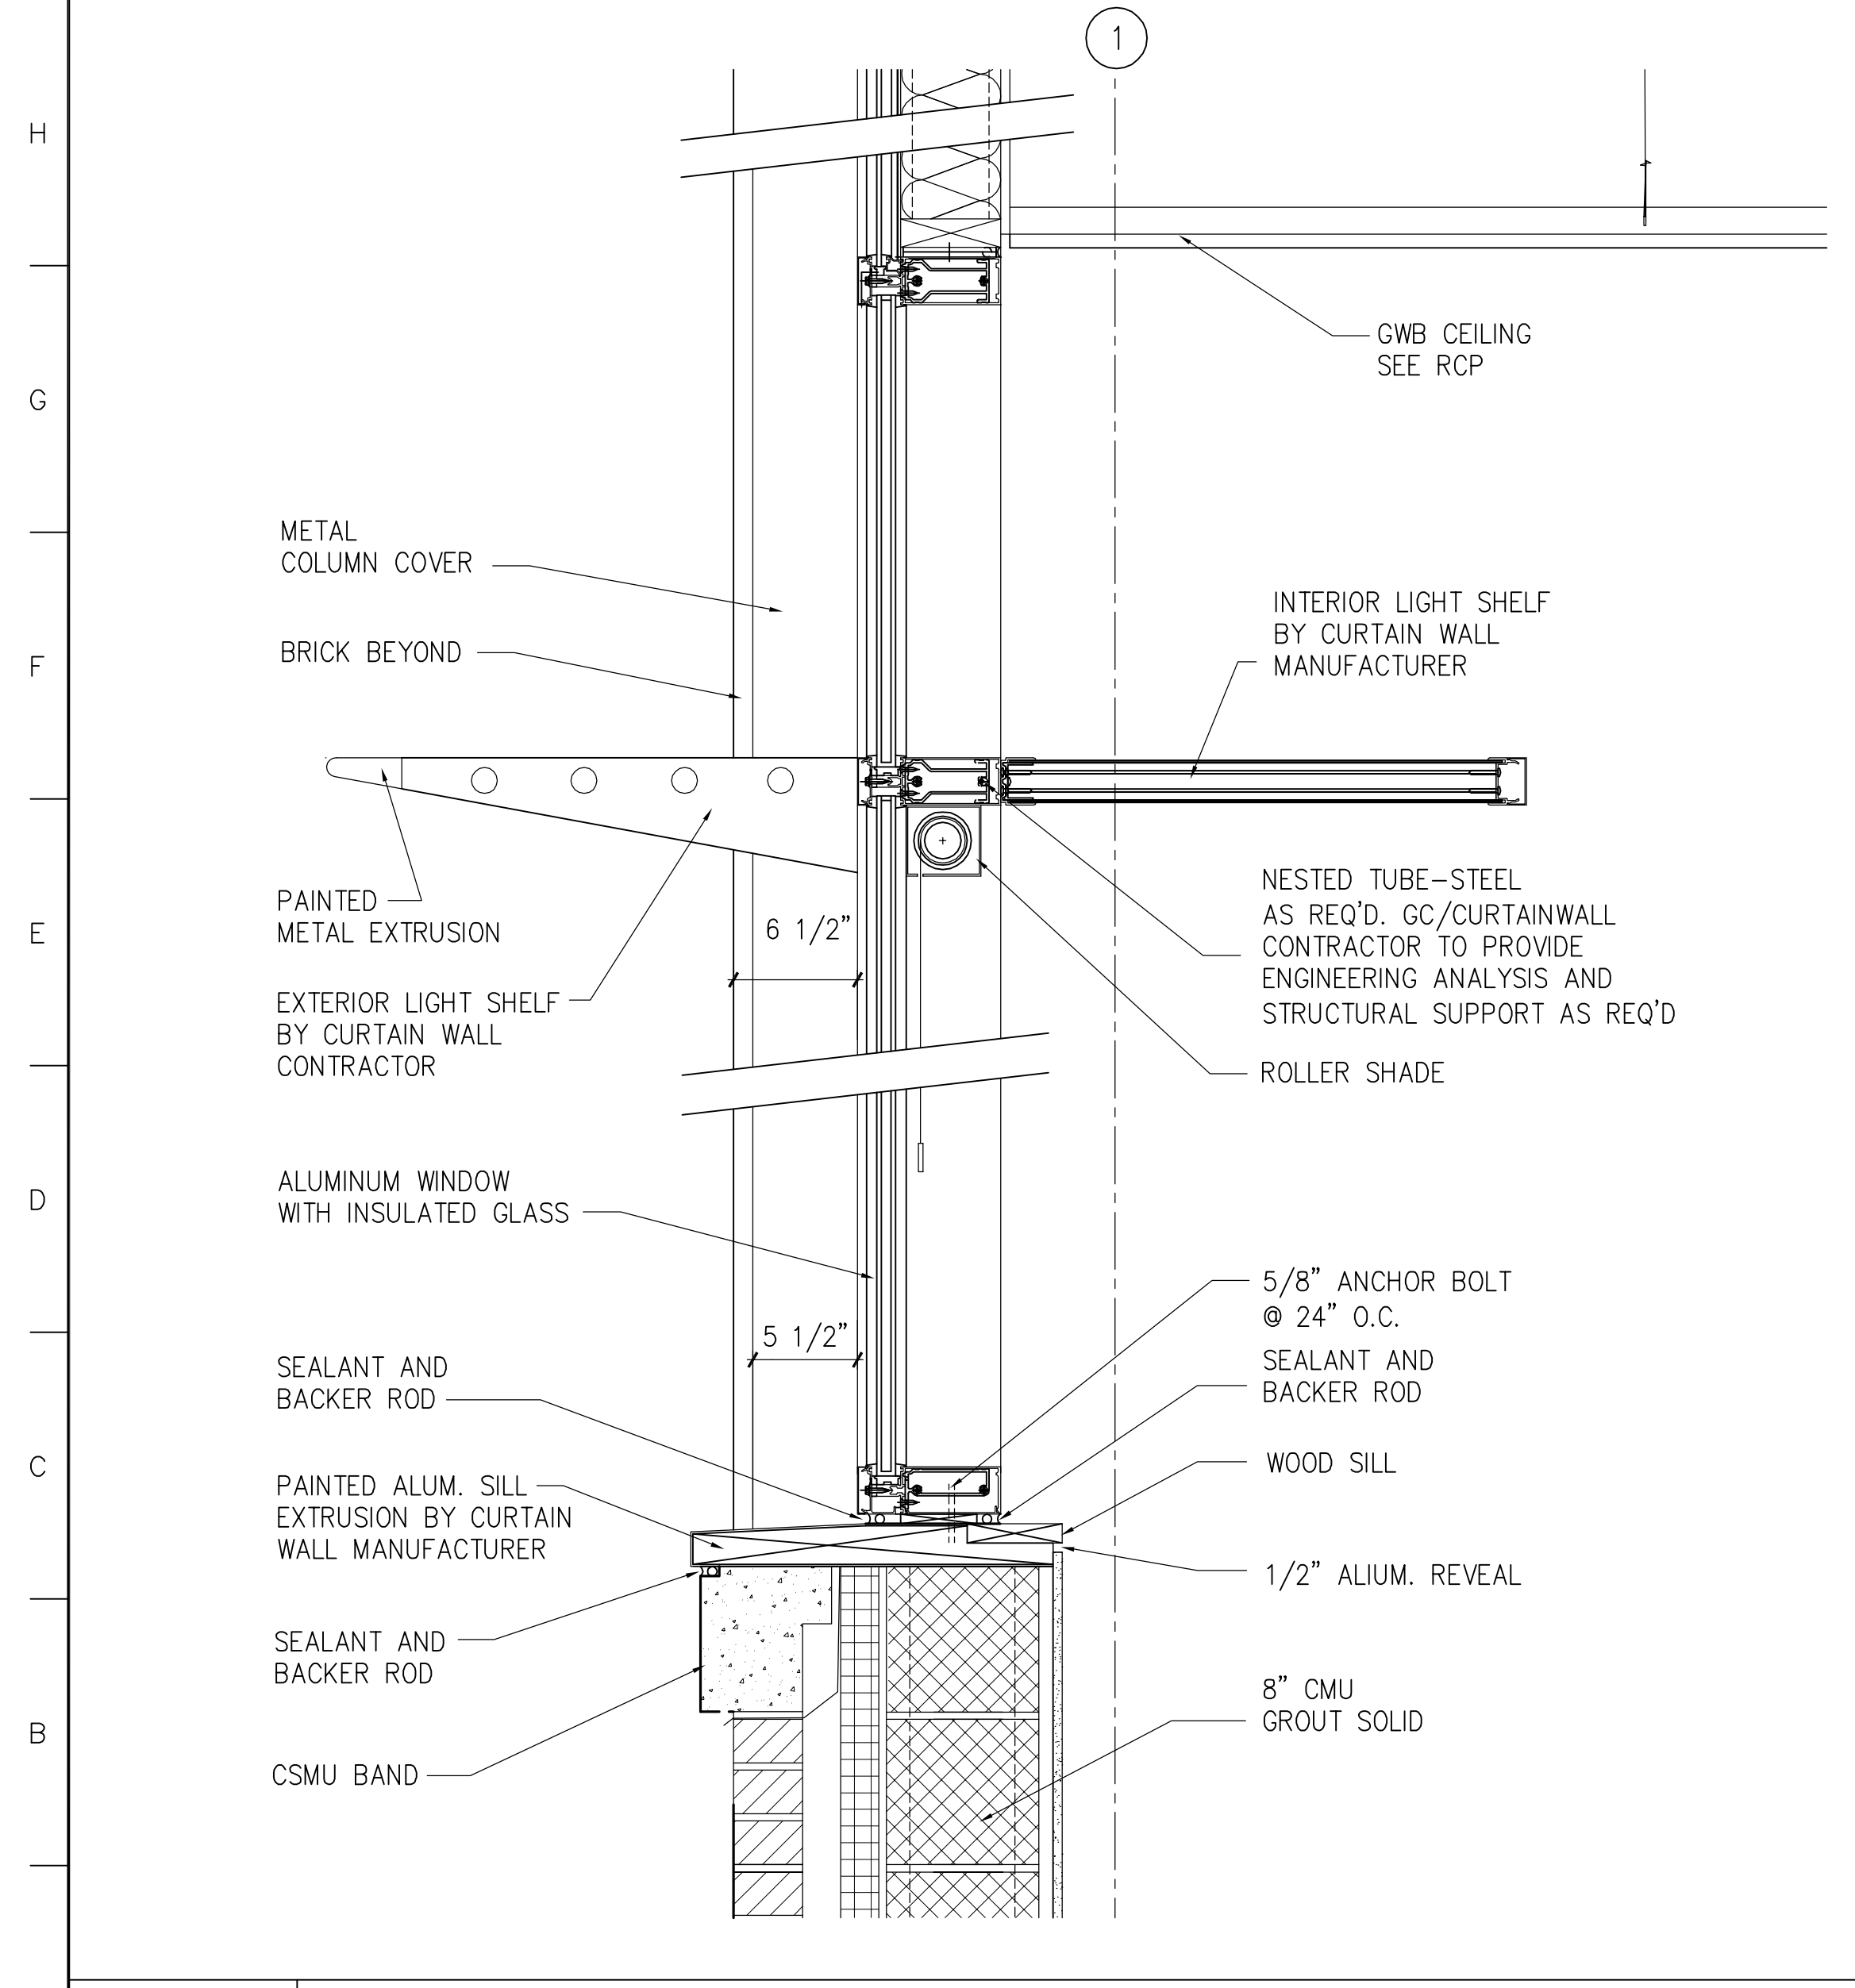 1
H
G
F
E
D
C
B
GWB CEILING
SEE RCP
METAL
COLUMN COVER
BRICK BEYOND
INTERIOR LIGHT SHELF
BY CURTAIN WALL
MANUFACTURER
PAINTED
METAL EXTRUSION
6 1/2"
NESTED TUBE-STEEL
AS REQ'D. GC/CURTAINWALL
CONTRACTOR TO PROVIDE
ENGINEERING ANALYSIS AND
STRUCTURAL SUPPORT AS REQ'D
EXTERIOR LIGHT SHELF
BY CURTAIN WALL
CONTRACTOR
ROLLER SHADE
ALUMINUM WINDOW
WITH INSULATED GLASS
5/8" ANCHOR BOLT
@ 24" O.C.
5 1/2"
SEALANT AND
BACKER ROD
SEALANT AND
BACKER ROD
WOOD SILL
PAINTED ALUM. SILL
EXTRUSION BY CURTAIN
WALL MANUFACTURER
1/2" ALIUM. REVEAL
SEALANT AND
BACKER ROD
8" CMU
GROUT SOLID
CSMU BAND